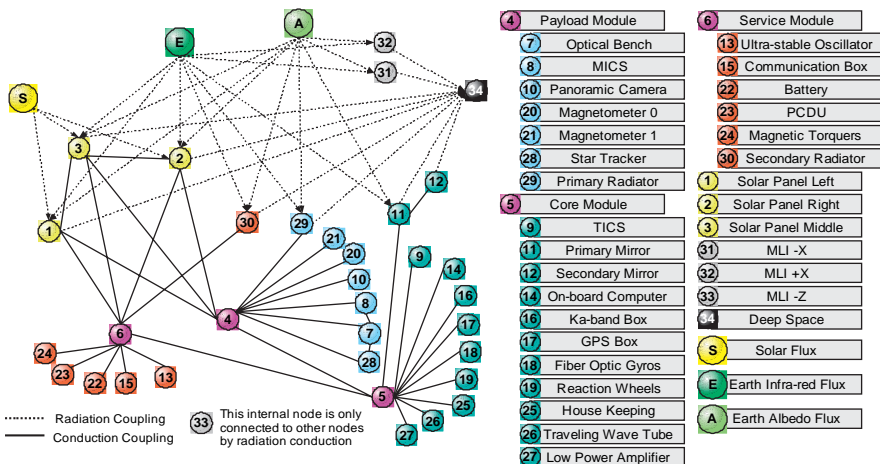 A
E
32
31
34
S
3
2
12
1
30
29
11
21
20
9
14
10
8
16
4
7
17
6
28
18
24
23
22
15
13
5
19
25
26
27
Radiation Coupling
Conduction Coupling
33
This internal node is only
connected to other nodes
by radiation conduction
4 Payload Module
7 Optical Bench
8 MICS
10 Panoramic Camera
20 Magnetometer 0
21 Magnetometer 1
28 Star Tracker
29 Primary Radiator
5 Core Module
9 TICS
11 Primary Mirror
12 Secondary Mirror
14 On-board Computer
16 Ka-band Box
17 GPS Box
18 Fiber Optic Gyros
19 Reaction Wheels
25 House Keeping
26 Traveling Wave Tube
27 Low Power Amplifier
6 Service Module
13 Ultra-stable Oscillator
15 Communication Box
22 Battery
23 PCDU
24 Magnetic Torquers
30 Secondary Radiator
1 Solar Panel Left
2 Solar Panel Right
3 Solar Panel Middle
31 MLI -X
32 MLI +X
33 MLI -Z
34 Deep Space
S Solar Flux
E Earth Infra-red Flux
A Earth Albedo Flux